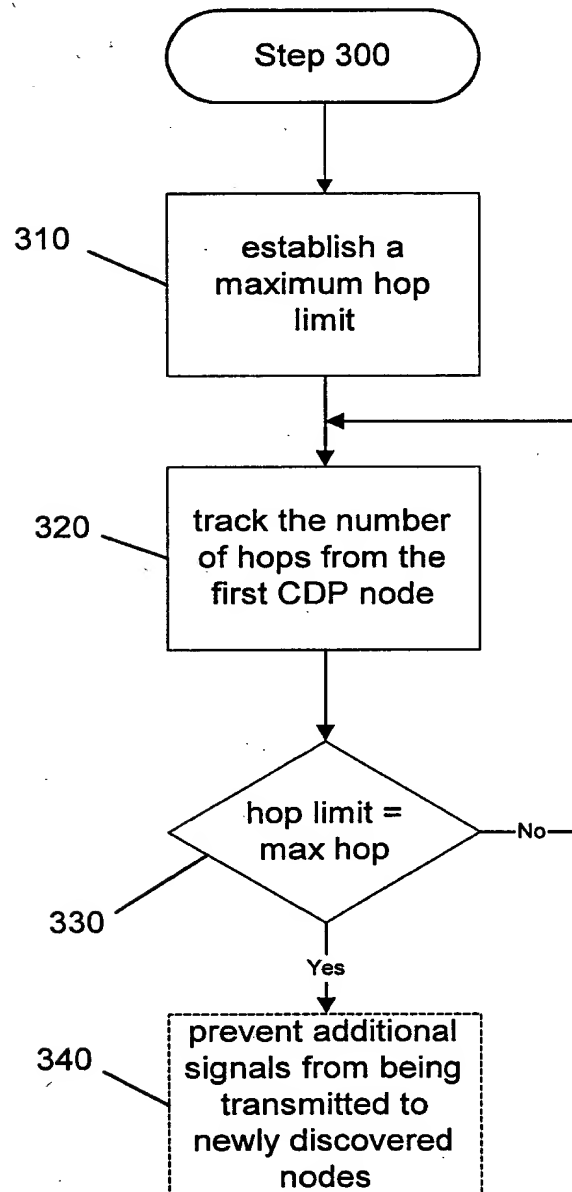 Step 300
310
establish a
maximum hop
limit
320
track the number
of hops from the
first CDP node
hop limit =
max hop
No
330
Yes
340
prevent additional
signals from being
transmitted to
newly discovered
nodes